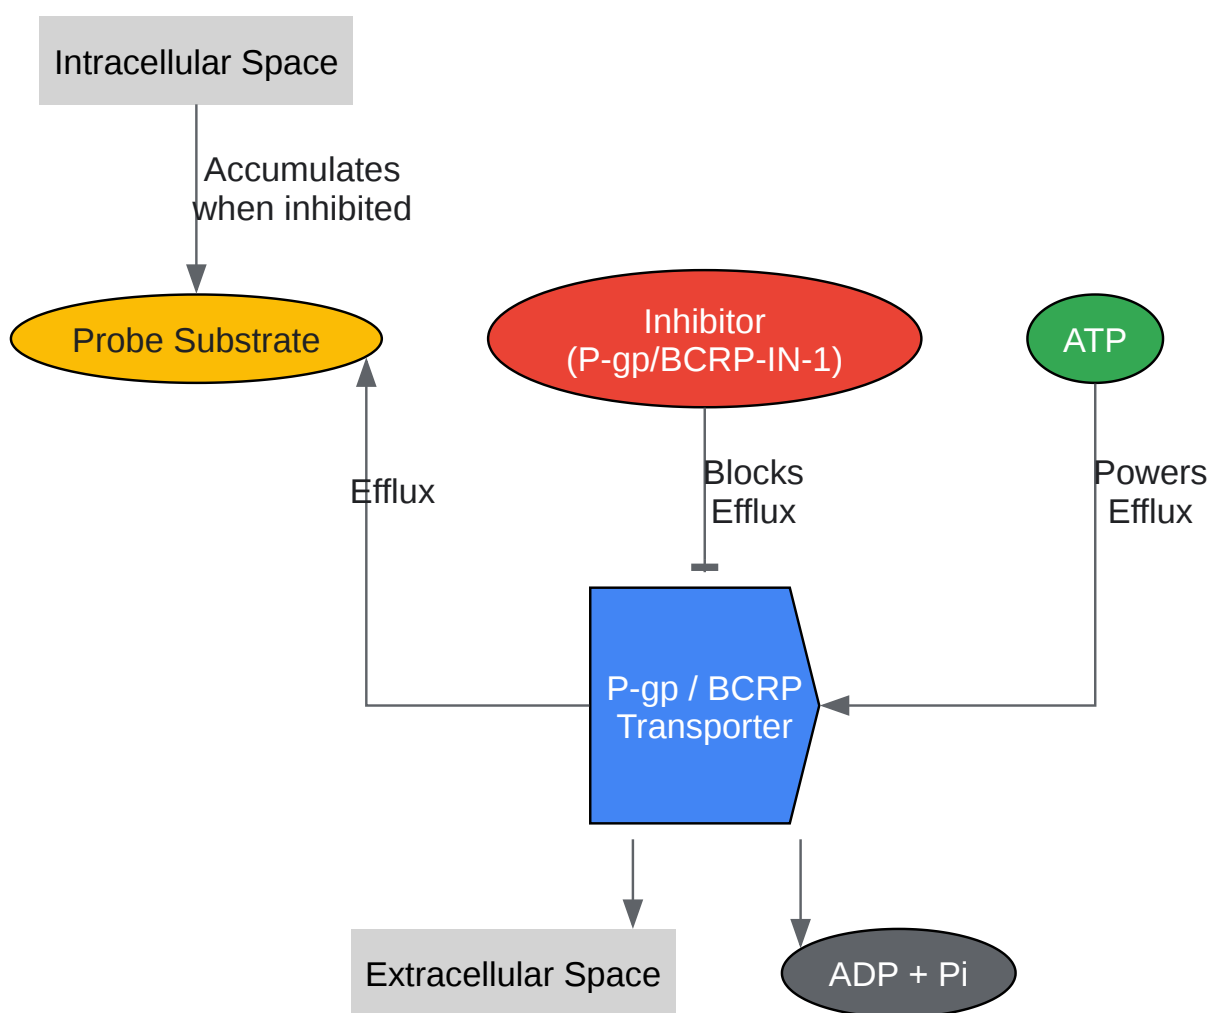 Intracellular Space
Accumulates
when inhibited
Probe Substrate
Inhibitor
(P-gp/BCRP-IN-1)
ATP
Efflux
Blocks
Efflux
Powers
Efflux
P-gp / BCRP
Transporter
Extracellular Space
ADP + Pi